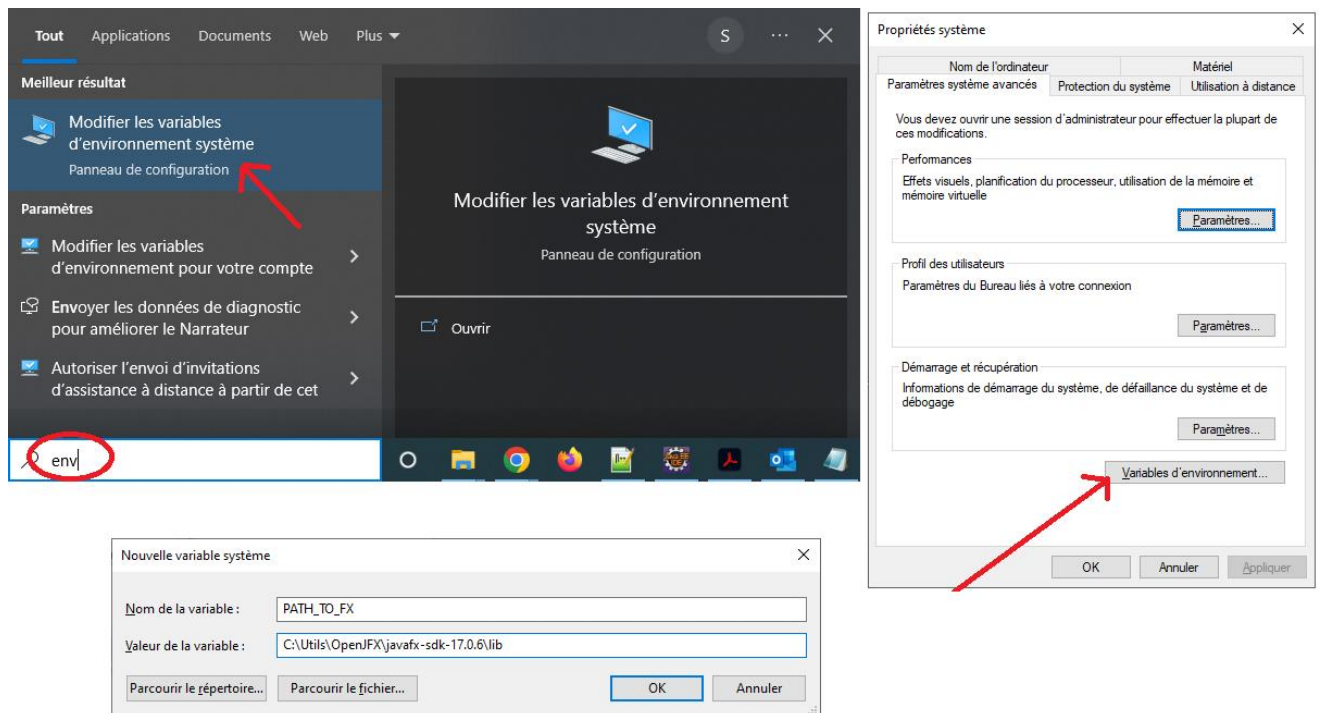 Tout Applications Documents Web Plus S ...
Meilleur résultat
Modifier les variables
d'environnement système
Panneau de configuration
Paramètres
Modifier les variables
d'environnement pour votre compte
Envoyer les données de diagnostic
pour améliorer le Narrateur
Autoriser l'envoi d'invitations
d'assistance à distance à partir de cet
env
Modifier les variables d'environnement
système
Panneau de configuration
Ouvrir
Propriétés système
Nom de l'ordinateur Matériel
Paramètres système avancés Protection du système Utilisation à distance
Vous devez ouvrir une session d'administrateur pour effectuer la plupart de
ces modifications.
Performances
Effets visuels, planification du processeur, utilisation de la mémoire et
mémoire virtuelle
Paramètres...
Profil des utilisateurs
Paramètres du Bureau liés à votre connexion
Paramètres...
Démarrage et récupération
Informations de démarrage du système, de défaillance du système et de
débogage
Paramètres...
Variables d'environnement...
OK Annuler Appliquer
Nouvelle variable système
Nom de la variable : PATH_TO_FX
Valeur de la variable : C:\Utils\OpenJFX\javafx-sdk-17.0.6\lib
Parcourir le répertoire... Parcourir le fichier... OK Annuler